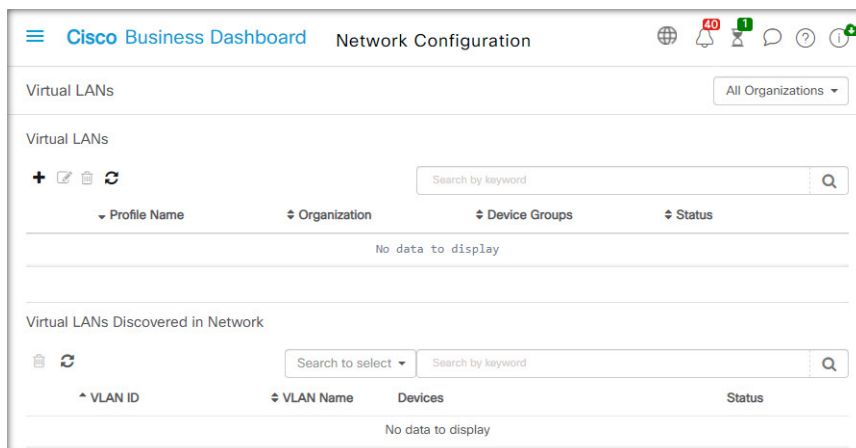 Cisco Business Dashboard Network Configuration 40 1
Virtual LANs All Organizations
Virtual LANs
Search by keyword
Profile Name Organization Device Groups Status
No data to display
Virtual LANs Discovered in Network
Search to select Search by keyword
VLAN ID VLAN Name Devices Status
No data to display